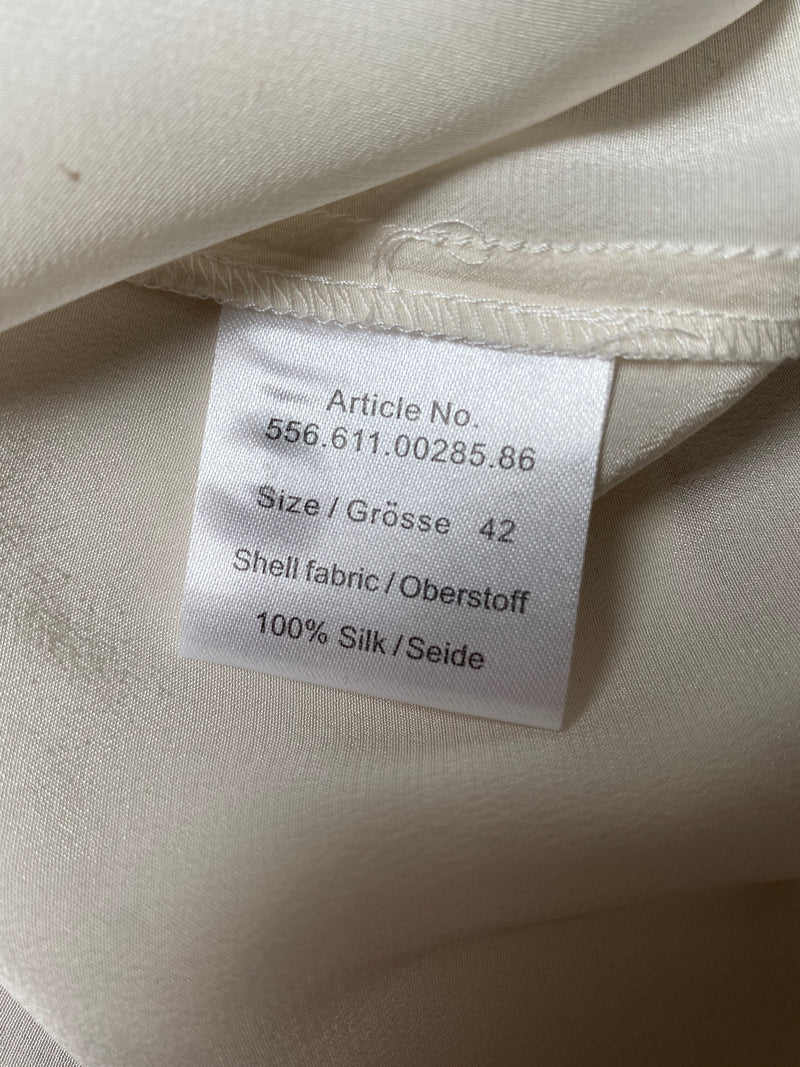 Article No.
556.611.00285.86
Size / Grösse 42
Shell fabric / Oberstoff
100% Silk / Seide